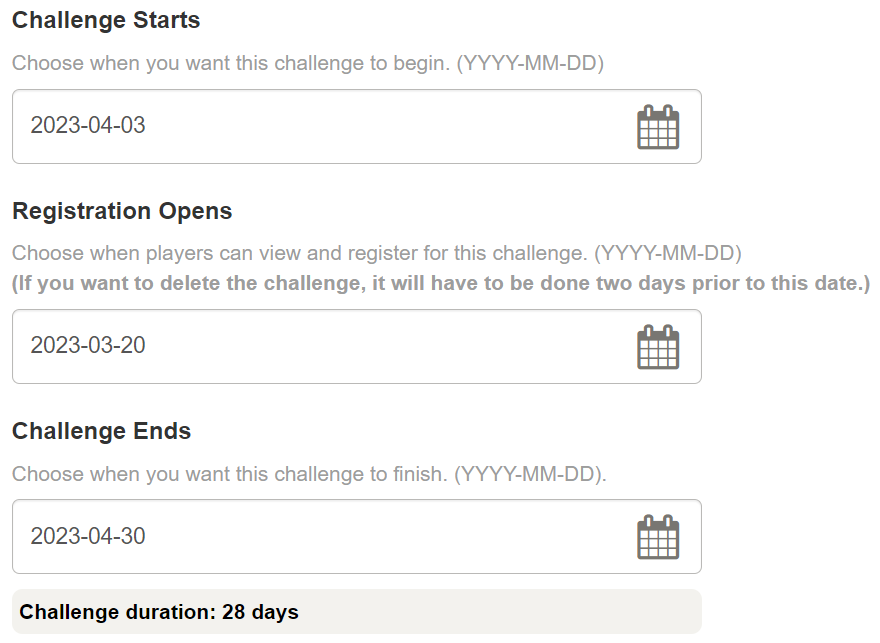 Challenge Starts
Choose when you want this challenge to begin. (YYYY-MM-DD)
2023-04-03
Registration Opens
Choose when players can view and register for this challenge. (YYYY-MM-DD)
(If you want to delete the challenge, it will have to be done two days prior to this date.)
2023-03-20
Challenge Ends
Choose when you want this challenge to finish. (YYYY-MM-DD).
2023-04-30
Challenge duration: 28 days